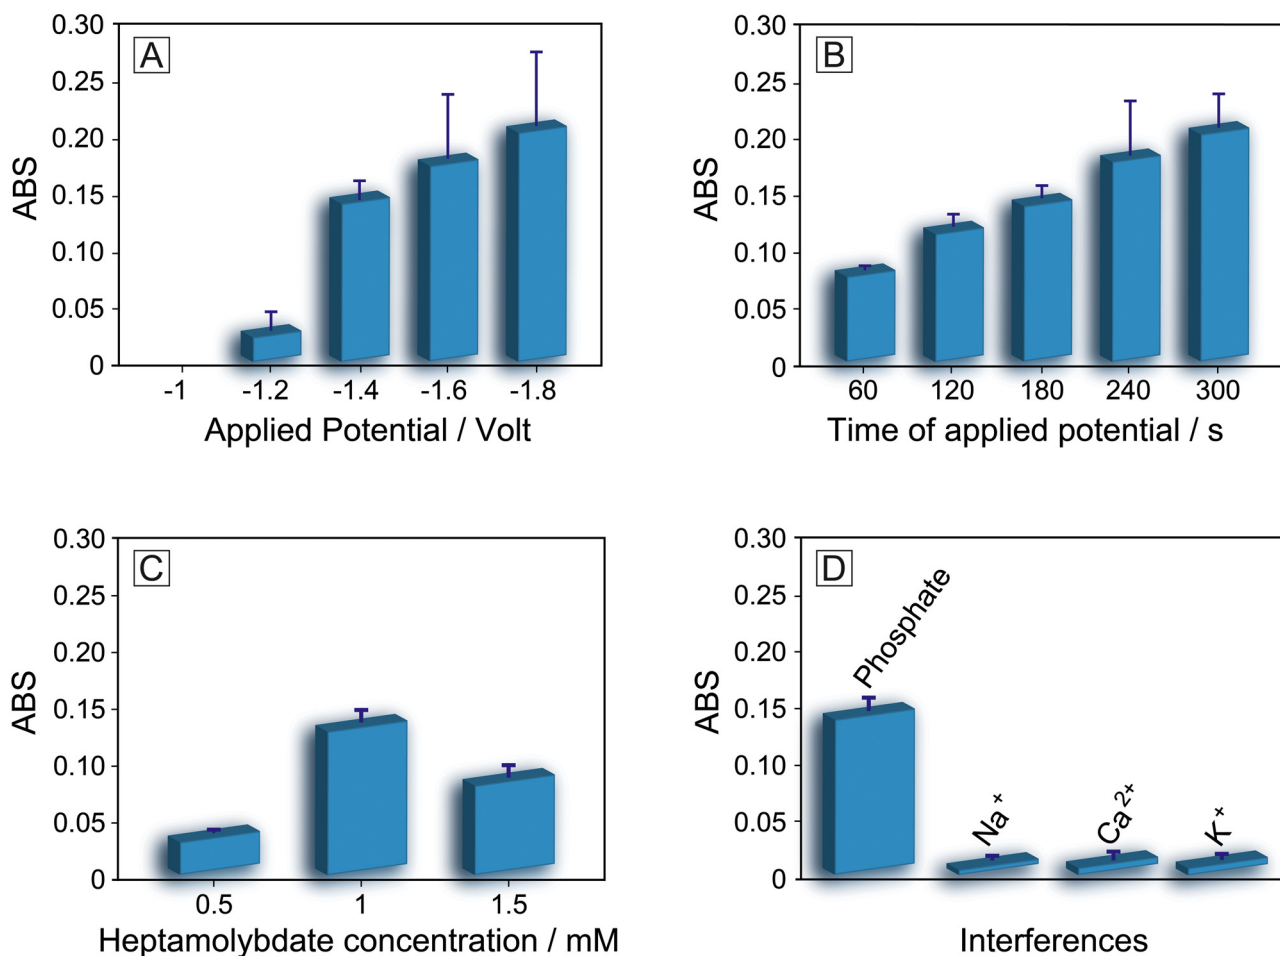 A
0.30
0.25
0.20
0.15
0.10
0.05
0
ABS
-1 -1.2 -1.4 -1.6 -1.8
Applied Potential / Volt
B
0.30
0.25
0.20
0.15
0.10
0.05
0
ABS
60 120 180 240 300
Time of applied potential / s
C
0.30
0.25
0.20
0.15
0.10
0.05
0
ABS
0.5 1 1.5
Heptamolybdate concentration / mM
D
0.30
0.25
0.20
0.15
0.10
0.05
0
ABS
Phosphate
Na⁺
Ca²⁺
K⁺
Interferences